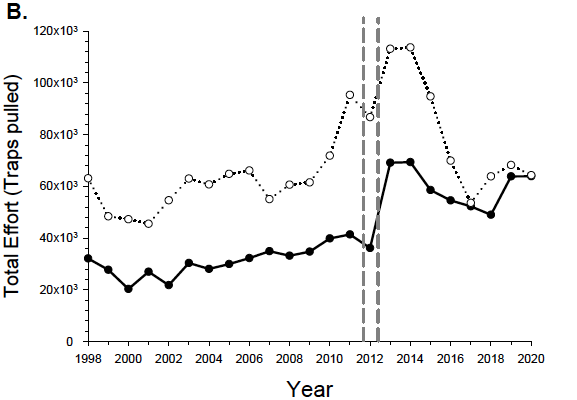 B.
Total Effort (Traps pulled)
120x10³
100x10³
80x10³
60x10³
40x10³
20x10³
0
1998 2000 2002 2004 2006 2008 2010 2012 2014 2016 2018 2020
Year